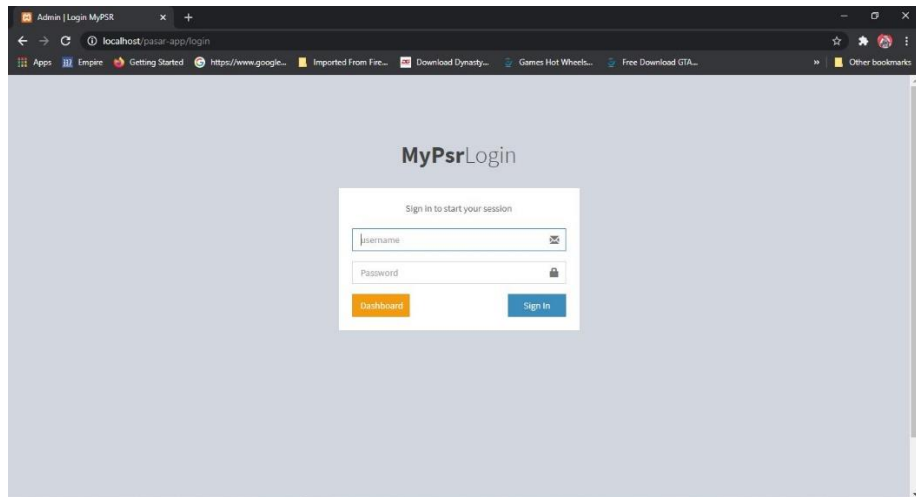 Admin | Login MyPSR
localhost/pasar-app/login
Apps Empire Getting Started https://www.google... Imported From Fire... Download Dynasty... Games Hot Wheels... Free Download GTA... » Other bookmarks
MyPsrLogin
Sign in to start your session
username
Password
Dashboard Sign In